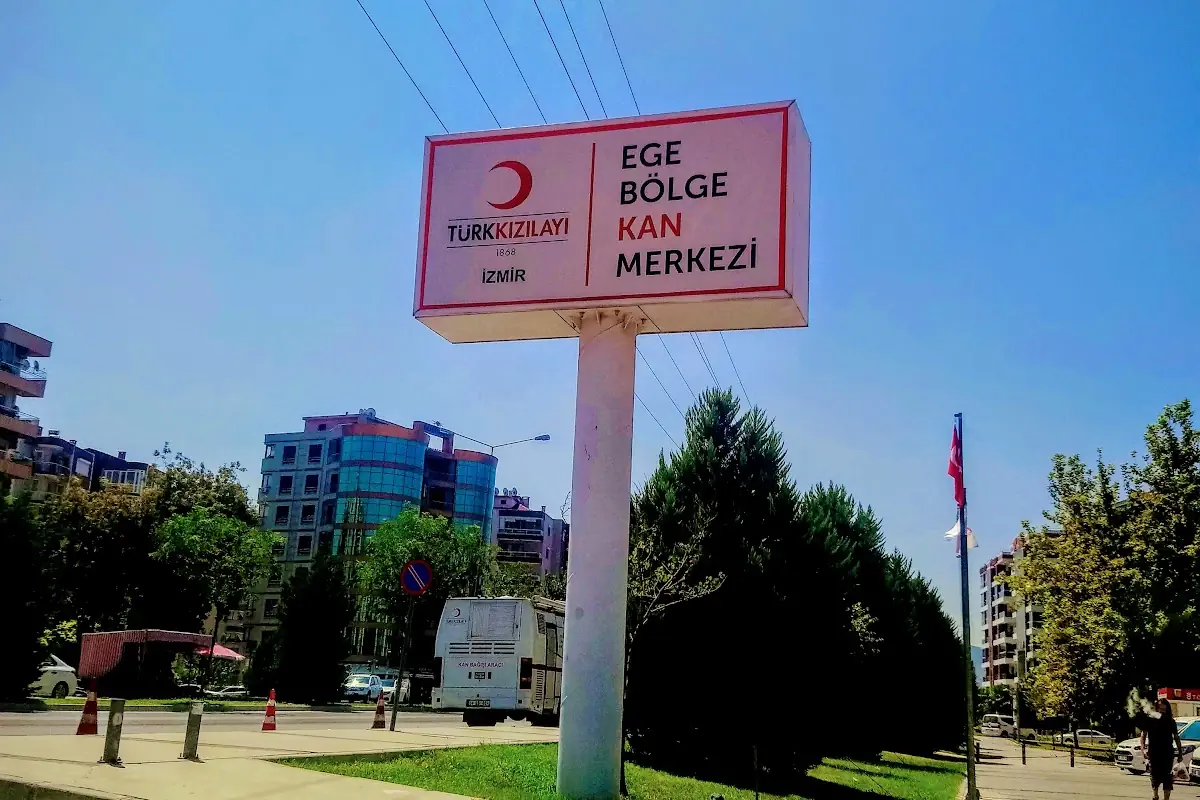 TÜRKKIZILAYI
1868
İZMİR
EGE
BÖLGE
KAN
MERKEZİ
KAN BAĞIŞI ARACI